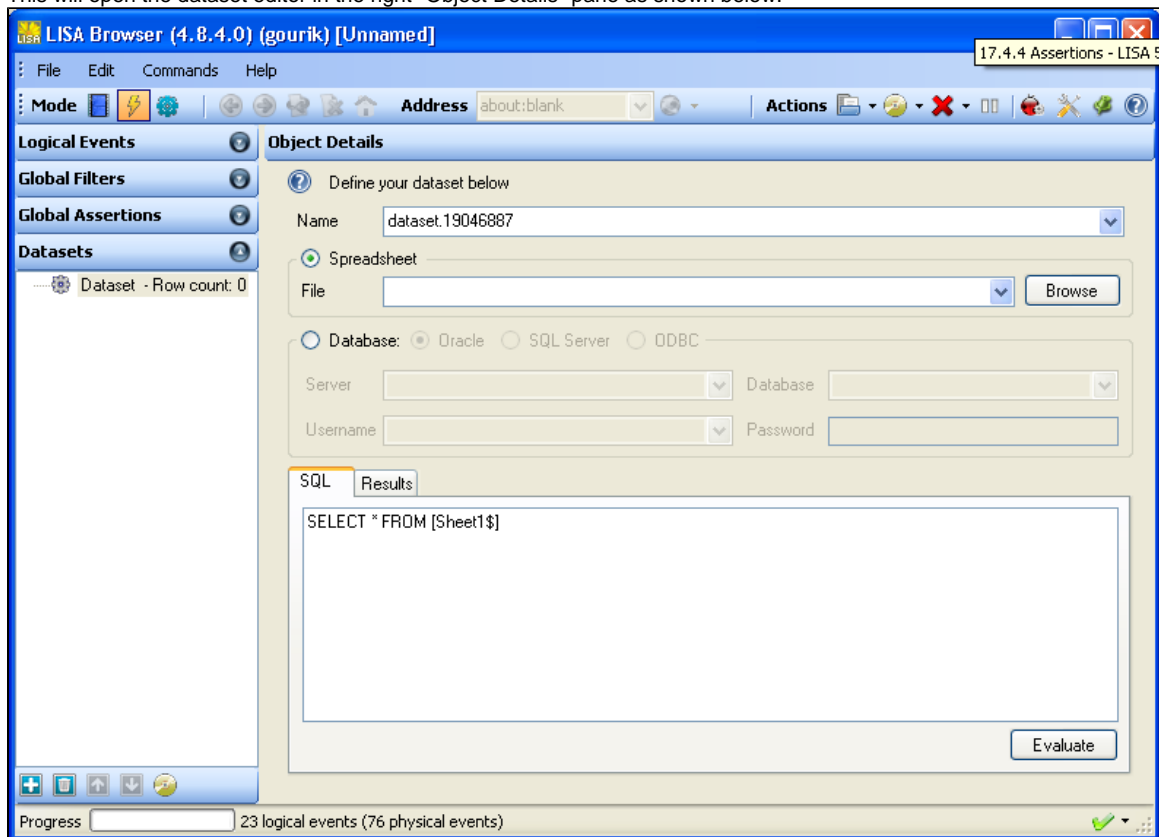 This will open the dataset editor in the right "Object Details" pane as shown below.
LISA Browser (4.8.4.0) (gourik) [Unnamed]
17.4.4 Assertions - LISA 5
File Edit Commands Help
Mode Address about:blank Actions
Logical Events
Object Details
Global Filters
Define your dataset below
Global Assertions
Name dataset.19046887
Datasets
Spreadsheet
Dataset - Row count: 0
File Browse
Database: Oracle SQL Server ODBC
Server Database
Username Password
SQL Results
SELECT * FROM [Sheet1$]
Evaluate
Progress 23 logical events (76 physical events)